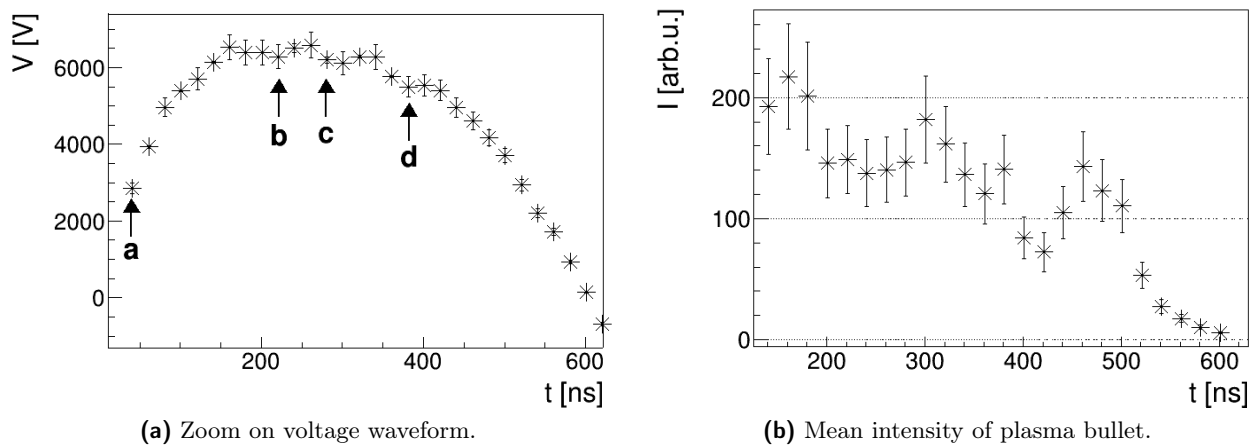 V [V]
6000
4000
2000
0
a
b
c
d
200
400
600
t [ns]
(a) Zoom on voltage waveform.
I [arb.u.]
200
100
0
200
300
400
500
600
t [ns]
(b) Mean intensity of plasma bullet.